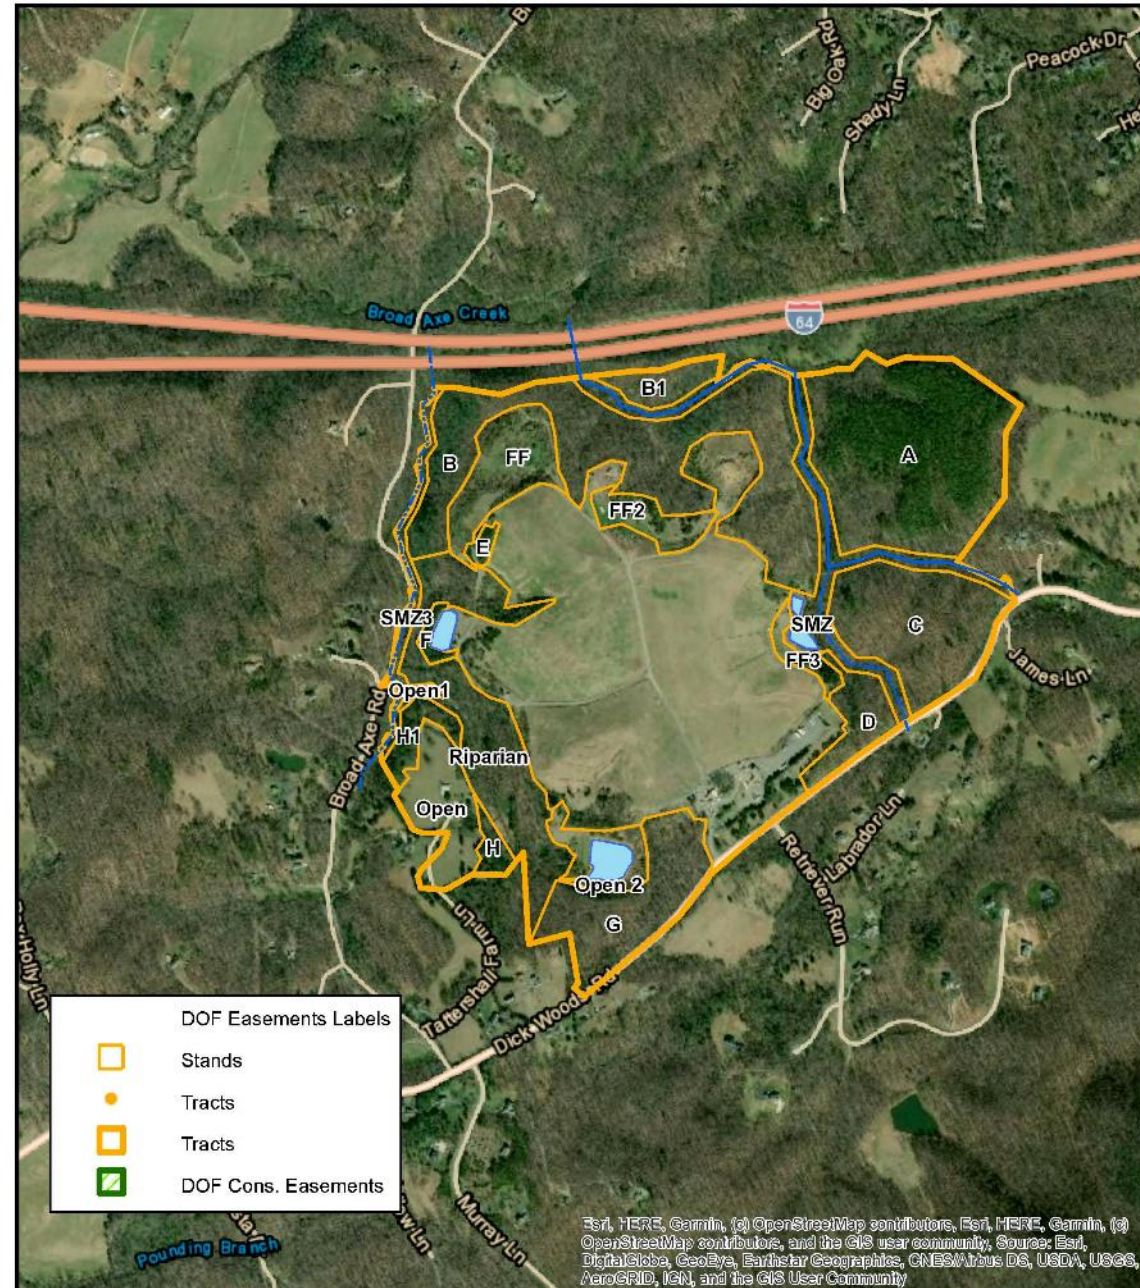 Big Oak Rd
Shady Ln
Peacock Dr
Broad Axe Creek
64
B1
B
FF
A
FF2
E
SMZ3
F
SMZ
C
FF3
James Ln
Open1
D
H1
Riparian
Broad Axe Rd
Open
H
Labrador Ln
Retriever Run
Open 2
G
Tattershall Farm Ln
Dick Woods Rd
Holly Ln
Murray Ln
Pounding Branch
DOF Easements Labels
Stands
Tracts
Tracts
DOF Cons. Easements
Esri, HERE, Garmin, (c) OpenStreetMap contributors, Esri, HERE, Garmin, (c)
OpenStreetMap contributors, and the GIS user community, Source: Esri,
DigitalGlobe, GeoEye, Earthstar Geographics, CNES/Airbus DS, USDA, USGS,
AeroGRID, IGN, and the GIS User Community